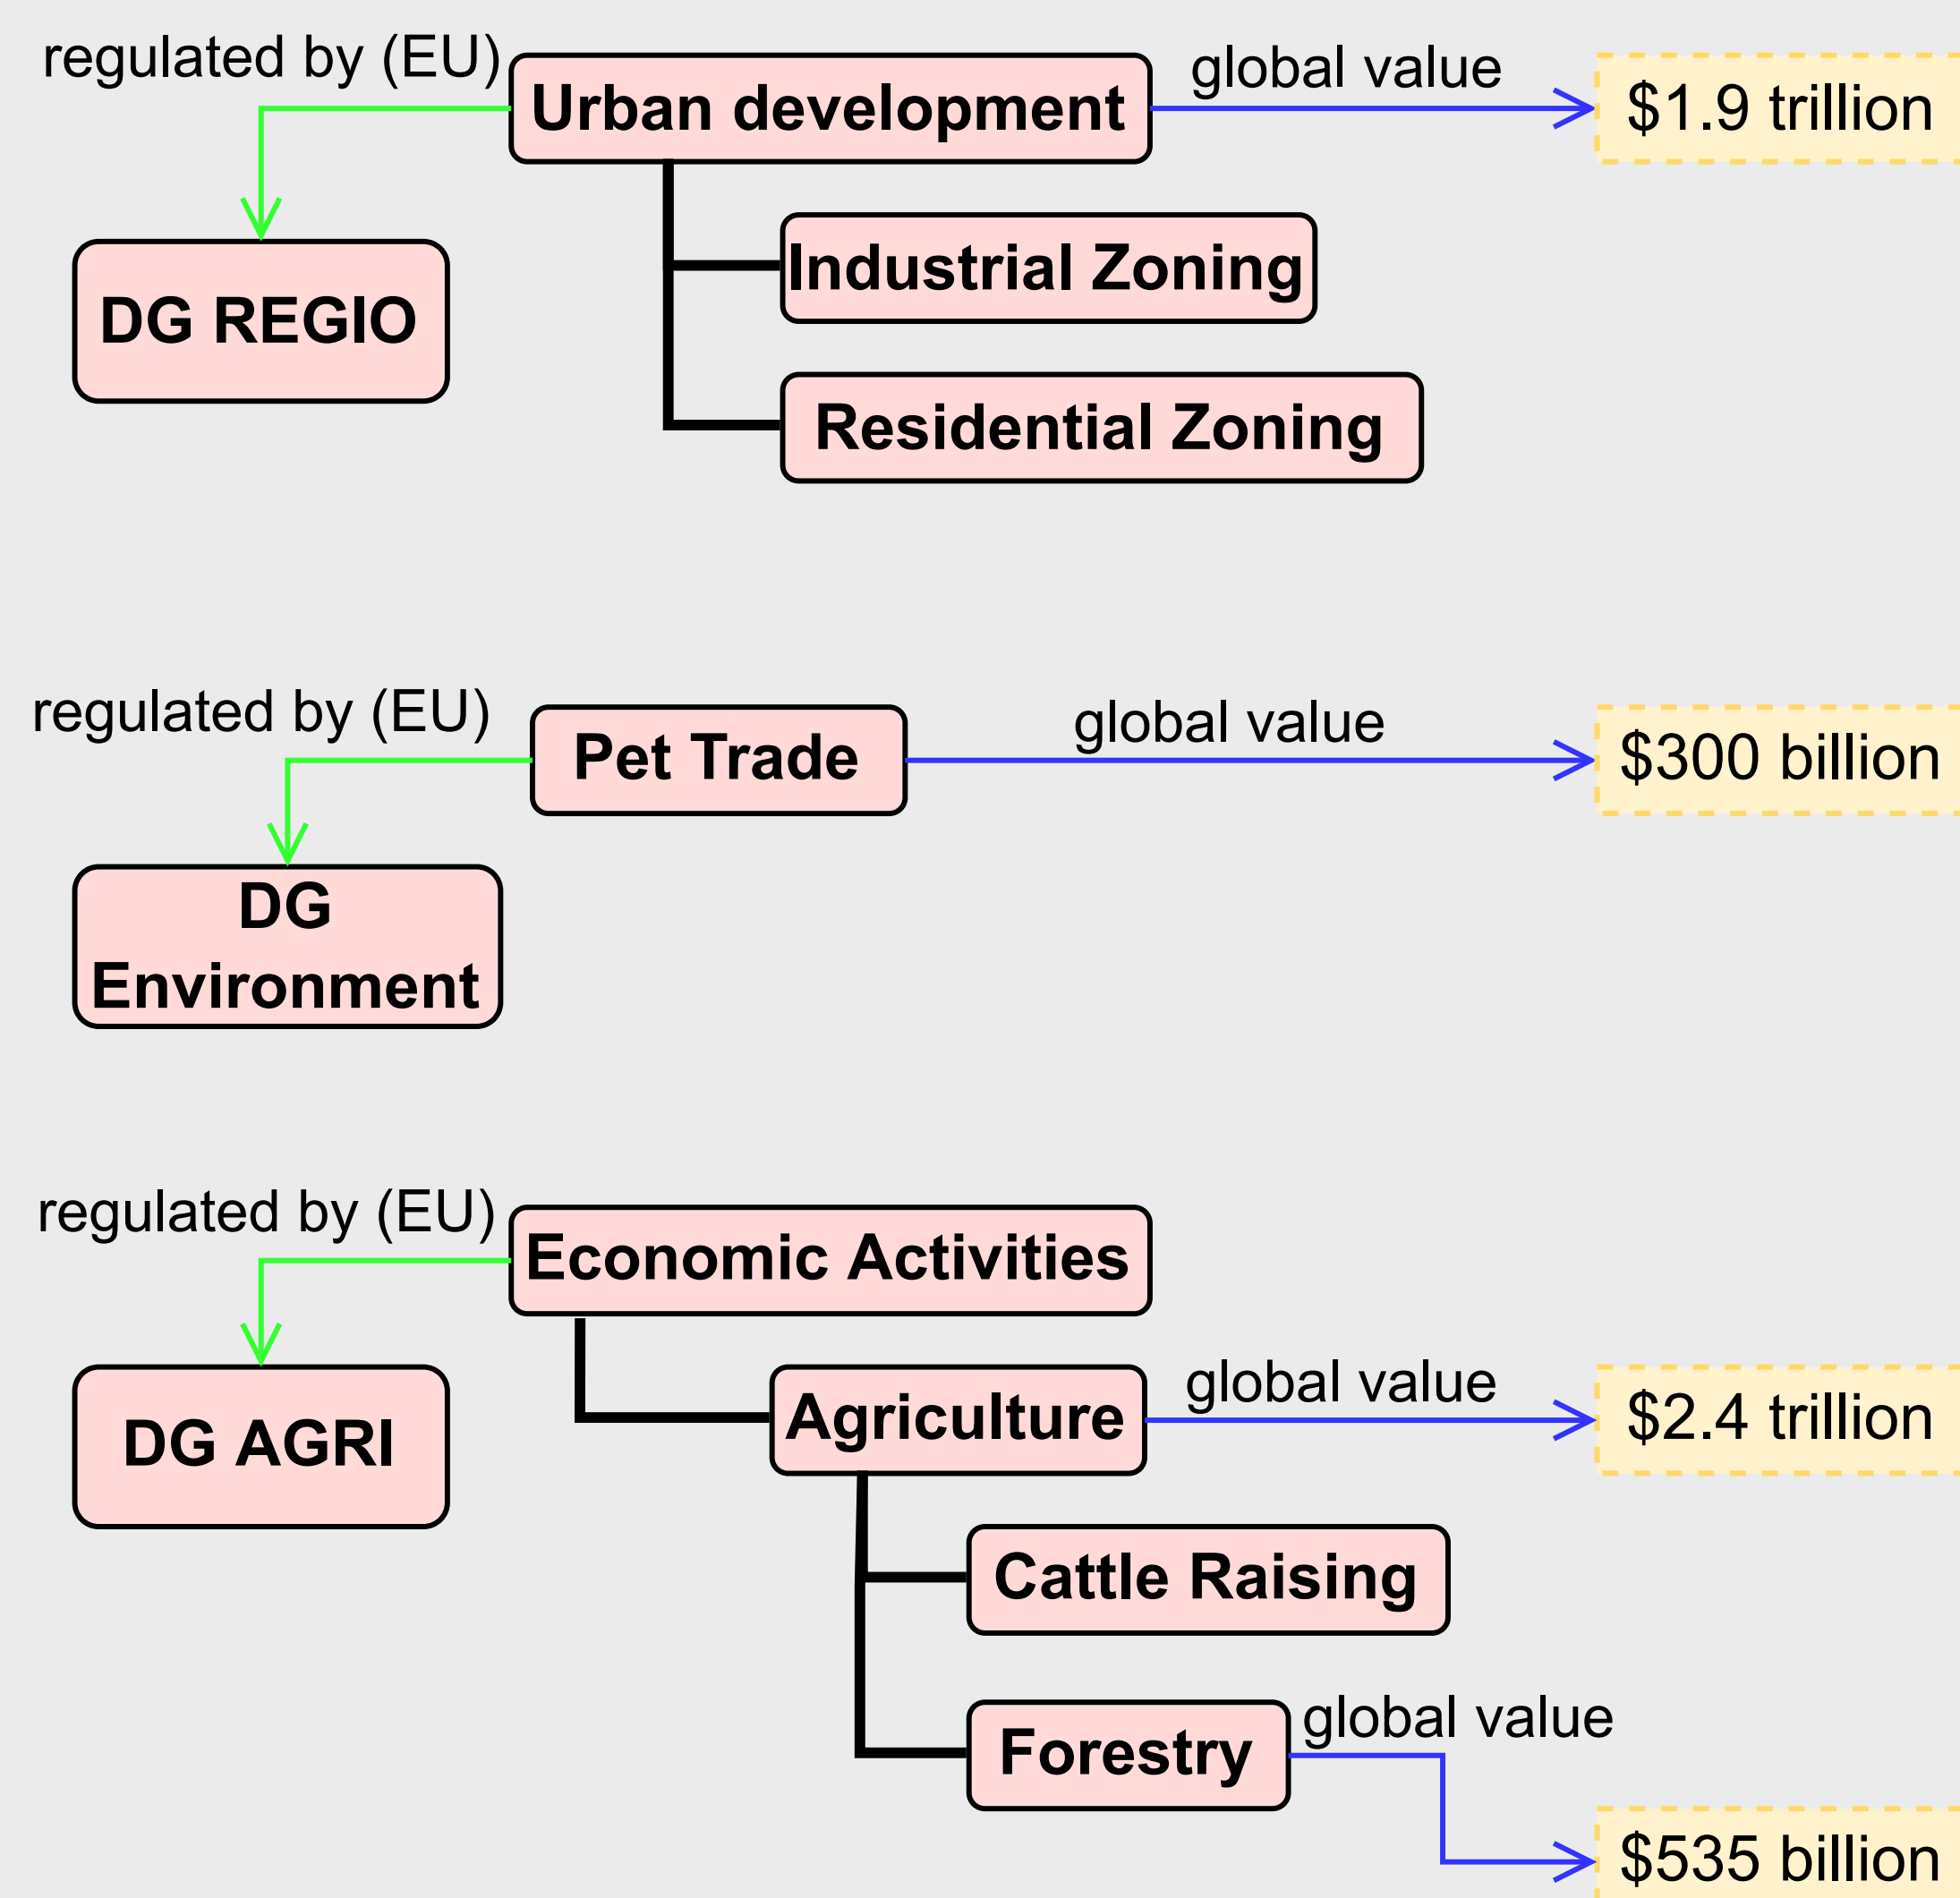 regulated by (EU)
Urban development
global value
$1.9 trillion
Industrial Zoning
DG REGIO
Residential Zoning
regulated by (EU)
Pet Trade
global value
$300 billion
DG
Environment
regulated by (EU)
Economic Activities
Agriculture
global value
$2.4 trillion
DG AGRI
Cattle Raising
Forestry
global value
$535 billion